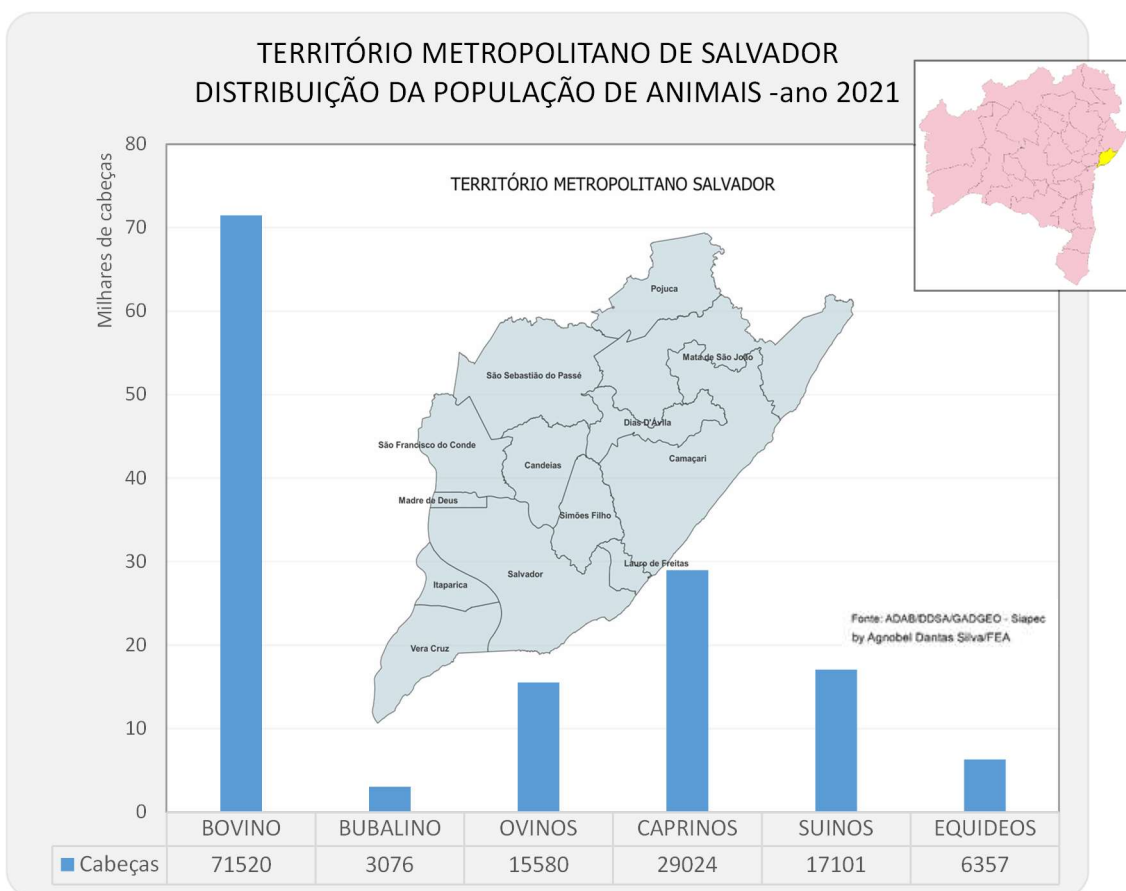 TERRITÓRIO METROPOLITANO DE SALVADOR
DISTRIBUIÇÃO DA POPULAÇÃO DE ANIMAIS -ano 2021
Milhares de cabeças
80
70
60
50
40
30
20
10
0
TERRITÓRIO METROPOLITANO SALVADOR
Pojuca
Mata de São João
São Sebastião do Passé
Dias D'Ávila
São Francisco do Conde
Camaçari
Candeias
Madre de Deus
Simões Filho
Lauro de Freitas
Salvador
Itaparica
Vera Cruz
Fonte: ADAB/DDSA/GADGEO - Siapec
by Agnobel Dantas Silva/FEA
BOVINO BUBALINO OVINOS CAPRINOS SUINOS EQUIDEOS
Cabeças 71520 3076 15580 29024 17101 6357